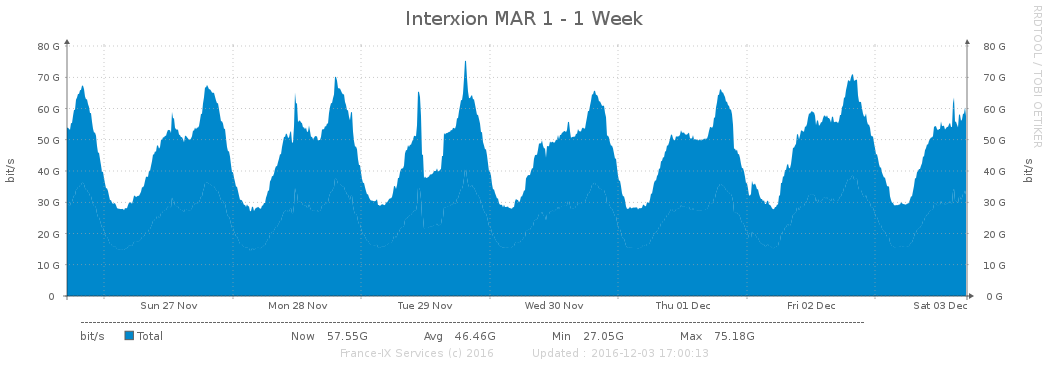 Interxion MAR 1 - 1 Week
RRDTOOL / TOBI OETIKER
80 G 80 G
70 G 70 G
60 G 60 G
50 G 50 G
40 G 40 G
30 G 30 G
20 G 20 G
10 G 10 G
0 0 G
bit/s
bit/s
Sun 27 Nov Mon 28 Nov Tue 29 Nov Wed 30 Nov Thu 01 Dec Fri 02 Dec Sat 03 Dec
bit/s Total Now 57.55G Avg 46.46G Min 27.05G Max 75.18G
France-IX Services (c) 2016 Updated : 2016-12-03 17:00:13